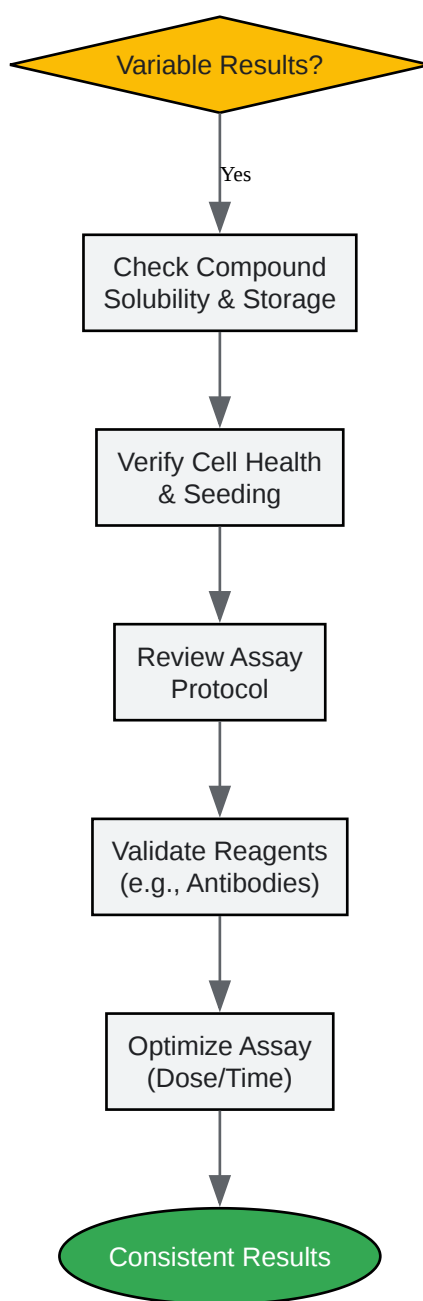 Variable Results?
Yes
Check Compound
Solubility & Storage
Verify Cell Health
& Seeding
Review Assay
Protocol
Validate Reagents
(e.g., Antibodies)
Optimize Assay
(Dose/Time)
Consistent Results